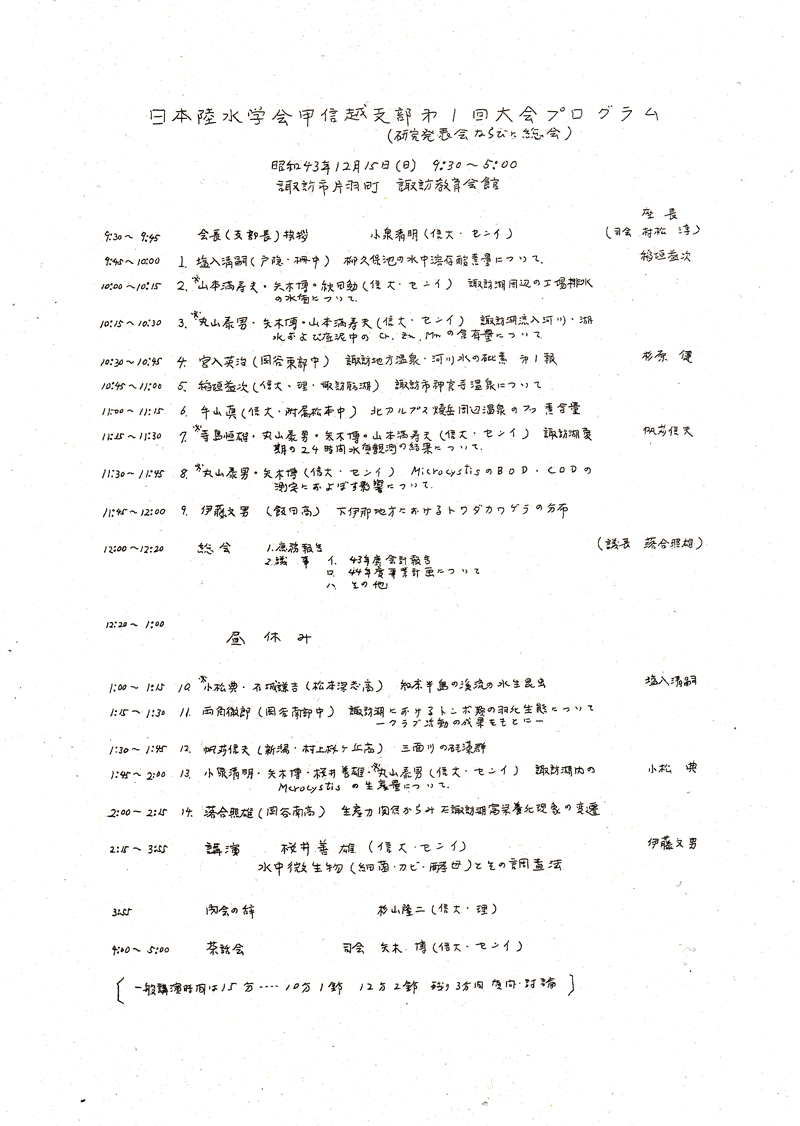 日本陸水学会甲信越支部第1回大会プログラム
(研究発表会ならびに総会)
昭和43年12月15日(日) 9:30~5:00
諏訪市片羽町 諏訪教育会館
座長
9:30~ 9:45 会長(支部長)挨拶 小泉清明(信大・センイ) (司会 村松 淳)
9:45~10:00 1. 塩入清嗣(戸隠・柵中) 柳久保池の水中溶存酸素量について. 稲垣益次
10:00~10:15 2. *山本満寿夫・矢木博・秋田勲(信大・センイ) 諏訪湖周辺の工場排水
の水質について.
10:15~10:30 3. *丸山泰男・矢木博・山本満寿夫(信大・センイ) 諏訪湖流入河川・湖
水および底泥中の Cr. Zn. Mn の含有量について
10:30~10:45 4. 宮入英治(岡谷東部中) 諏訪地方温泉・河川水の砒素 第1報 杉原 健
10:45~11:00 5. 稲垣益次(信大・理・諏訪臨湖) 諏訪市神宮寺温泉について
11:00~11:15 6. 牛山眞(信大・附属松本中) 北アルプス焼岳周辺温泉のフッ素含量
11:15~11:30 7. *寺島恒雄・丸山泰男・矢木博・山本満寿夫(信大・センイ) 諏訪湖夏
期の24時間水質観測の結果について. 帆苅信夫
11:30~11:45 8. *丸山泰男・矢木博(信大・センイ) MicrocystisのBOD・CODの
測定におよぼす影響について.
11:45~12:00 9. 伊藤文男 (飯田高) 下伊那地方におけるトワダカワゲラの分布
12:00~12:20 総会 1.庶務報告 (議長 落合照雄)
2.議事 イ. 43年度会計報告
ロ. 44年度事業計画について
ハ. その他
12:20~ 1:00
昼休み
1:00~ 1:15 10. *小松典・石城謙吉(松本深志高) 知床半島の渓流の水生昆虫 塩入清嗣
1:15~1:30 11. 両角徹郎(岡谷南部中) 諏訪湖におけるトンボ類の羽化生態について
—クラブ活動の成果をもとに—
1:30~1:45 12. 帆苅信夫(新潟・村上桜ヶ丘高) 三面川の硅藻群
1:45~2:00 13. 小泉清明・矢木博・桜井善雄・*丸山泰男(信大・センイ) 諏訪湖内の 小松 典
Mcrocystis の生産量について.
2:00~2:15 14. 落合照雄(岡谷南高) 生産力関係からみた諏訪湖富栄養化現象の変遷
2:15~3:55 講演 桜井善雄(信大・センイ) 伊藤文男
水中微生物(細菌・カビ・酵母)とその調査法
3:55 閉会の辞 杉山隆二(信大・理)
4:00~5:00 茶話会 司会 矢木 博(信大・センイ)
[一般講演時間は15分····10分1鈴 12分2鈴 残り3分間 質問・討論]